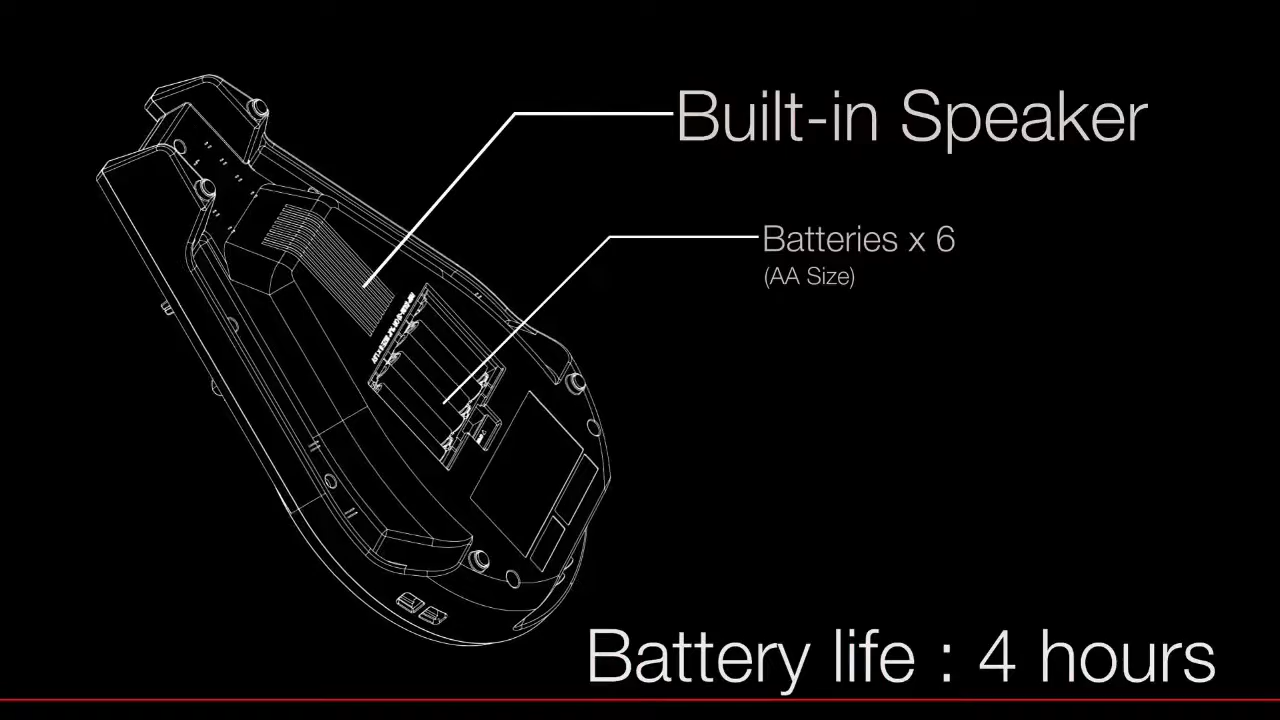 Built-in Speaker
Batteries x 6
(AA Size)
Battery life : 4 hours